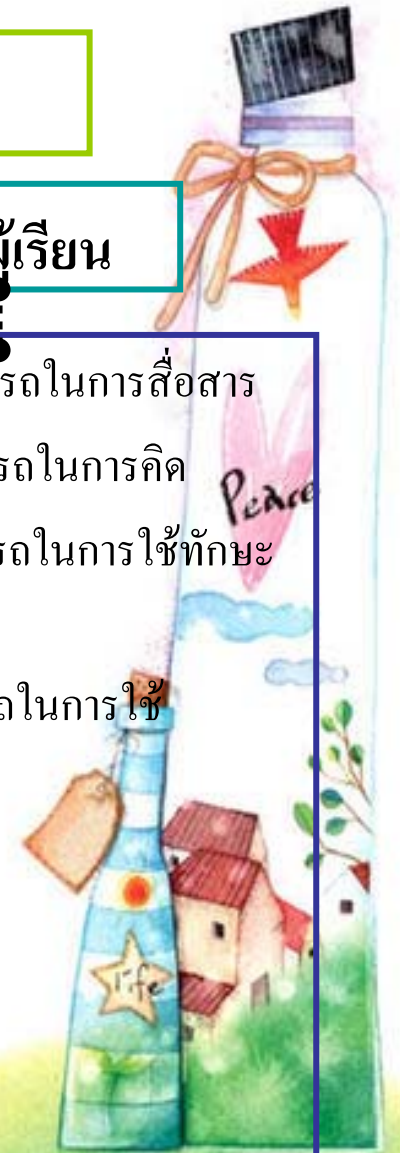 ผู้เรียน
รถในการสื่อสาร
รถในการคิด
Peace
รถในการใช้ทักษะ
ถในการใช้
life